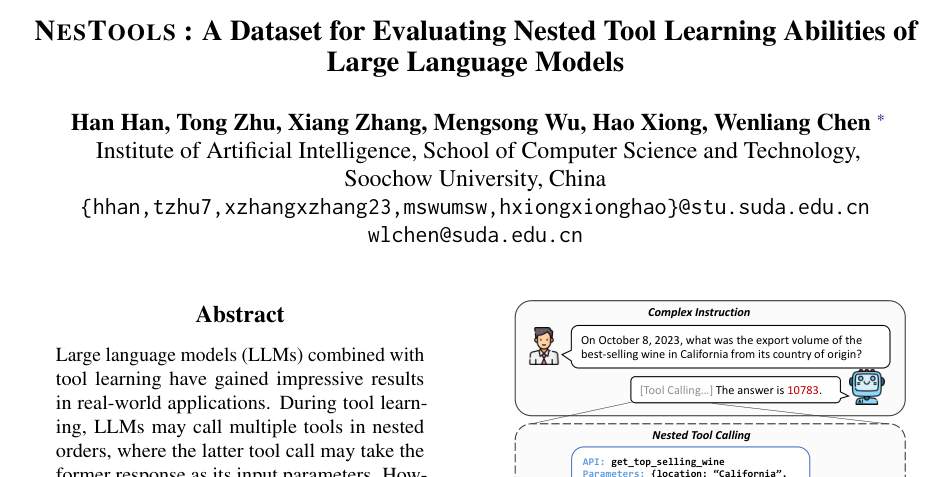 NESTOOLS : A Dataset for Evaluating Nested Tool Learning Abilities of
Large Language Models
Han Han, Tong Zhu, Xiang Zhang, Mengsong Wu, Hao Xiong, Wenliang Chen *
Institute of Artificial Intelligence, School of Computer Science and Technology,
Soochow University, China
{hhan,tzhu7,xzhangxzhang23,mswumsw,hxiongxionghao}@stu.suda.edu.cn
wlchen@suda.edu.cn
Abstract
Large language models (LLMs) combined with
tool learning have gained impressive results
in real-world applications. During tool learn-
ing, LLMs may call multiple tools in nested
orders, where the latter tool call may take the
former response as its input parameters. How-
Complex Instruction
On October 8, 2023, what was the export volume of the
best-selling wine in California from its country of origin?
[Tool Calling...] The answer is 10783.
Nested Tool Calling
API: get_top_selling_wine
Parameters: {location: “California”,